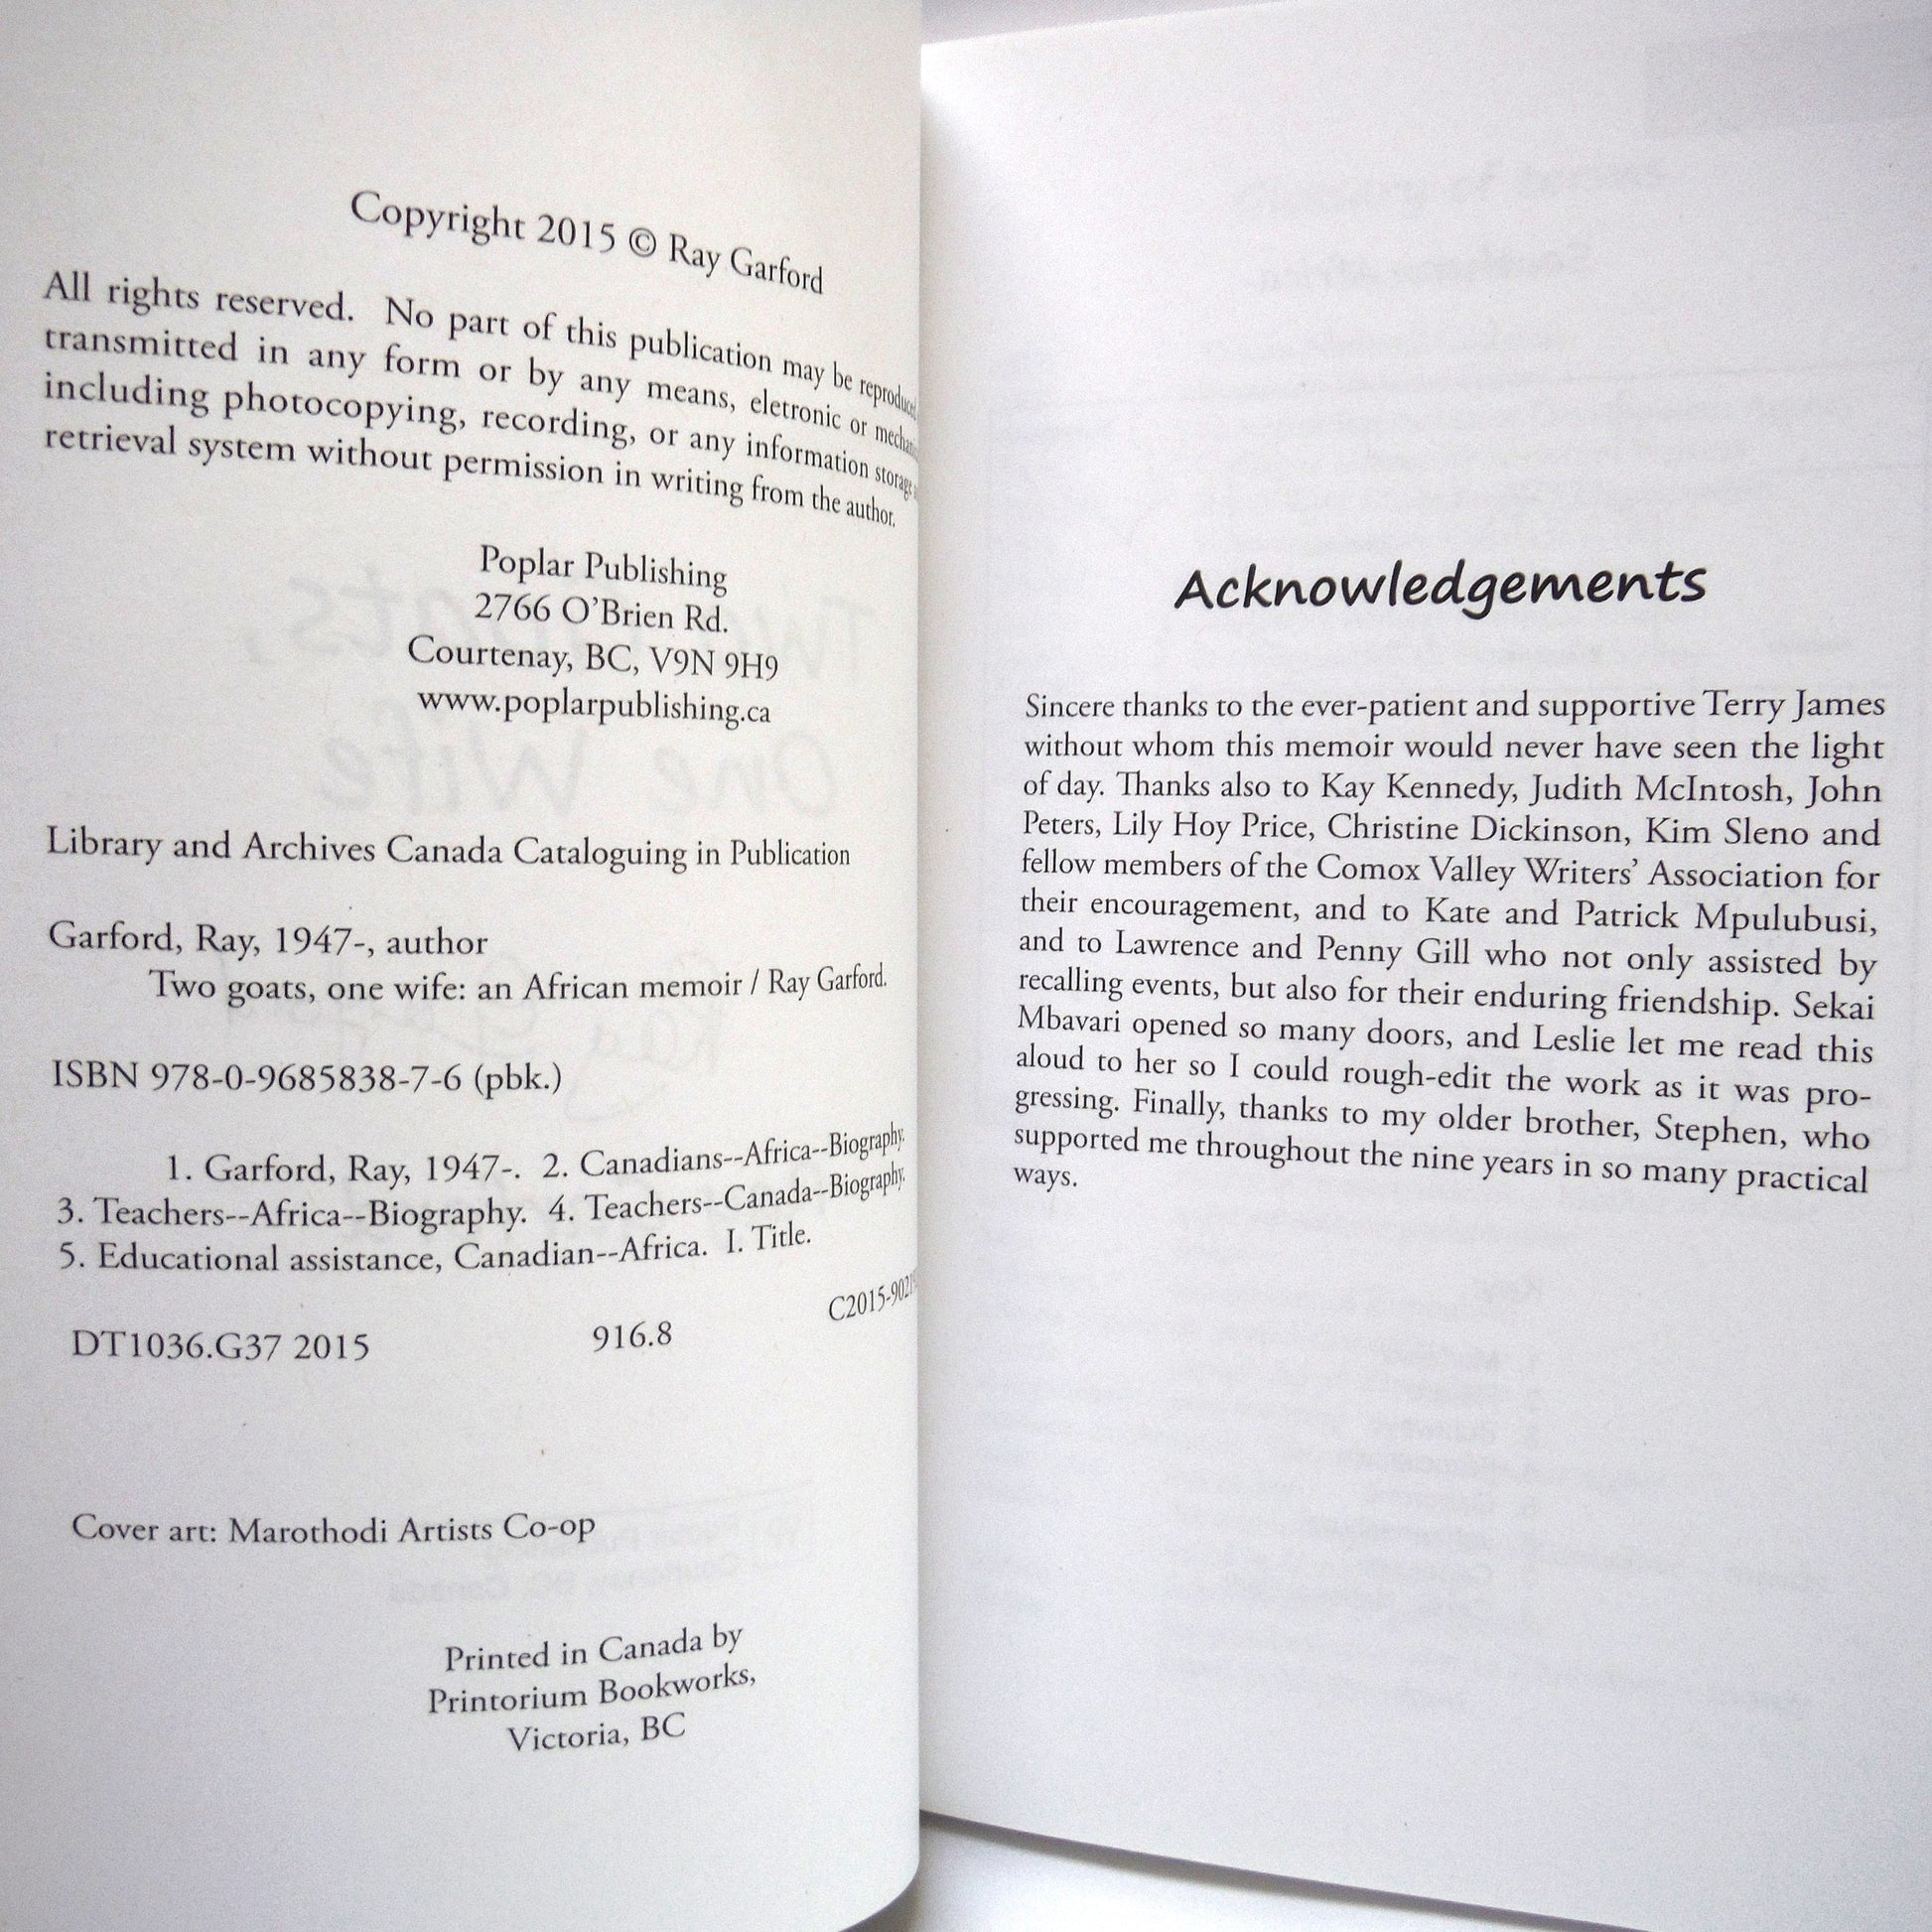 Copyright 2015 © Ray Garford
All rights reserved. No part of this publication may be
transmitted in any form or by any means, eletronic or
including photocopying, recording, or any information storage
retrieval system without permission in writing from the author.
Poplar Publishing
2766 O'Brien Rd.
Courtenay, BC, V9N 9H9
www.poplarpublishing.ca
Library and Archives Canada Cataloguing in Publication
Garford, Ray, 1947-, author
Two goats, one wife: an African memoir / Ray Garford.
ISBN 978-0-9685838-7-6 (pbk.)
1. Garford, Ray, 1947-. 2. Canadians--Africa--Biography.
3. Teachers--Africa--Biography. 4. Teachers--Canada--Biography.
5. Educational assistance, Canadian--Africa. I. Title.
DT1036.G37 2015 916.8
Cover art: Marothodi Artists Co-op
Printed in Canada by
Printorium Bookworks,
Victoria, BC
Acknowledgements
Sincere thanks to the ever-patient and supportive Terry James
without whom this memoir would never have seen the light
of day. Thanks also to Kay Kennedy, Judith McIntosh, John
Peters, Lily Hoy Price, Christine Dickinson, Kim Sleno and
fellow members of the Comox Valley Writers' Association for
their encouragement, and to Kate and Patrick Mpulubusi,
and to Lawrence and Penny Gill who not only assisted by
recalling events, but also for their enduring friendship. Sekai
Mbavari opened so many doors, and Leslie let me read this
aloud to her so I could rough-edit the work as it was pro-
gressing. Finally, thanks to my older brother, Stephen, who
supported me throughout the nine years in so many practical
ways.